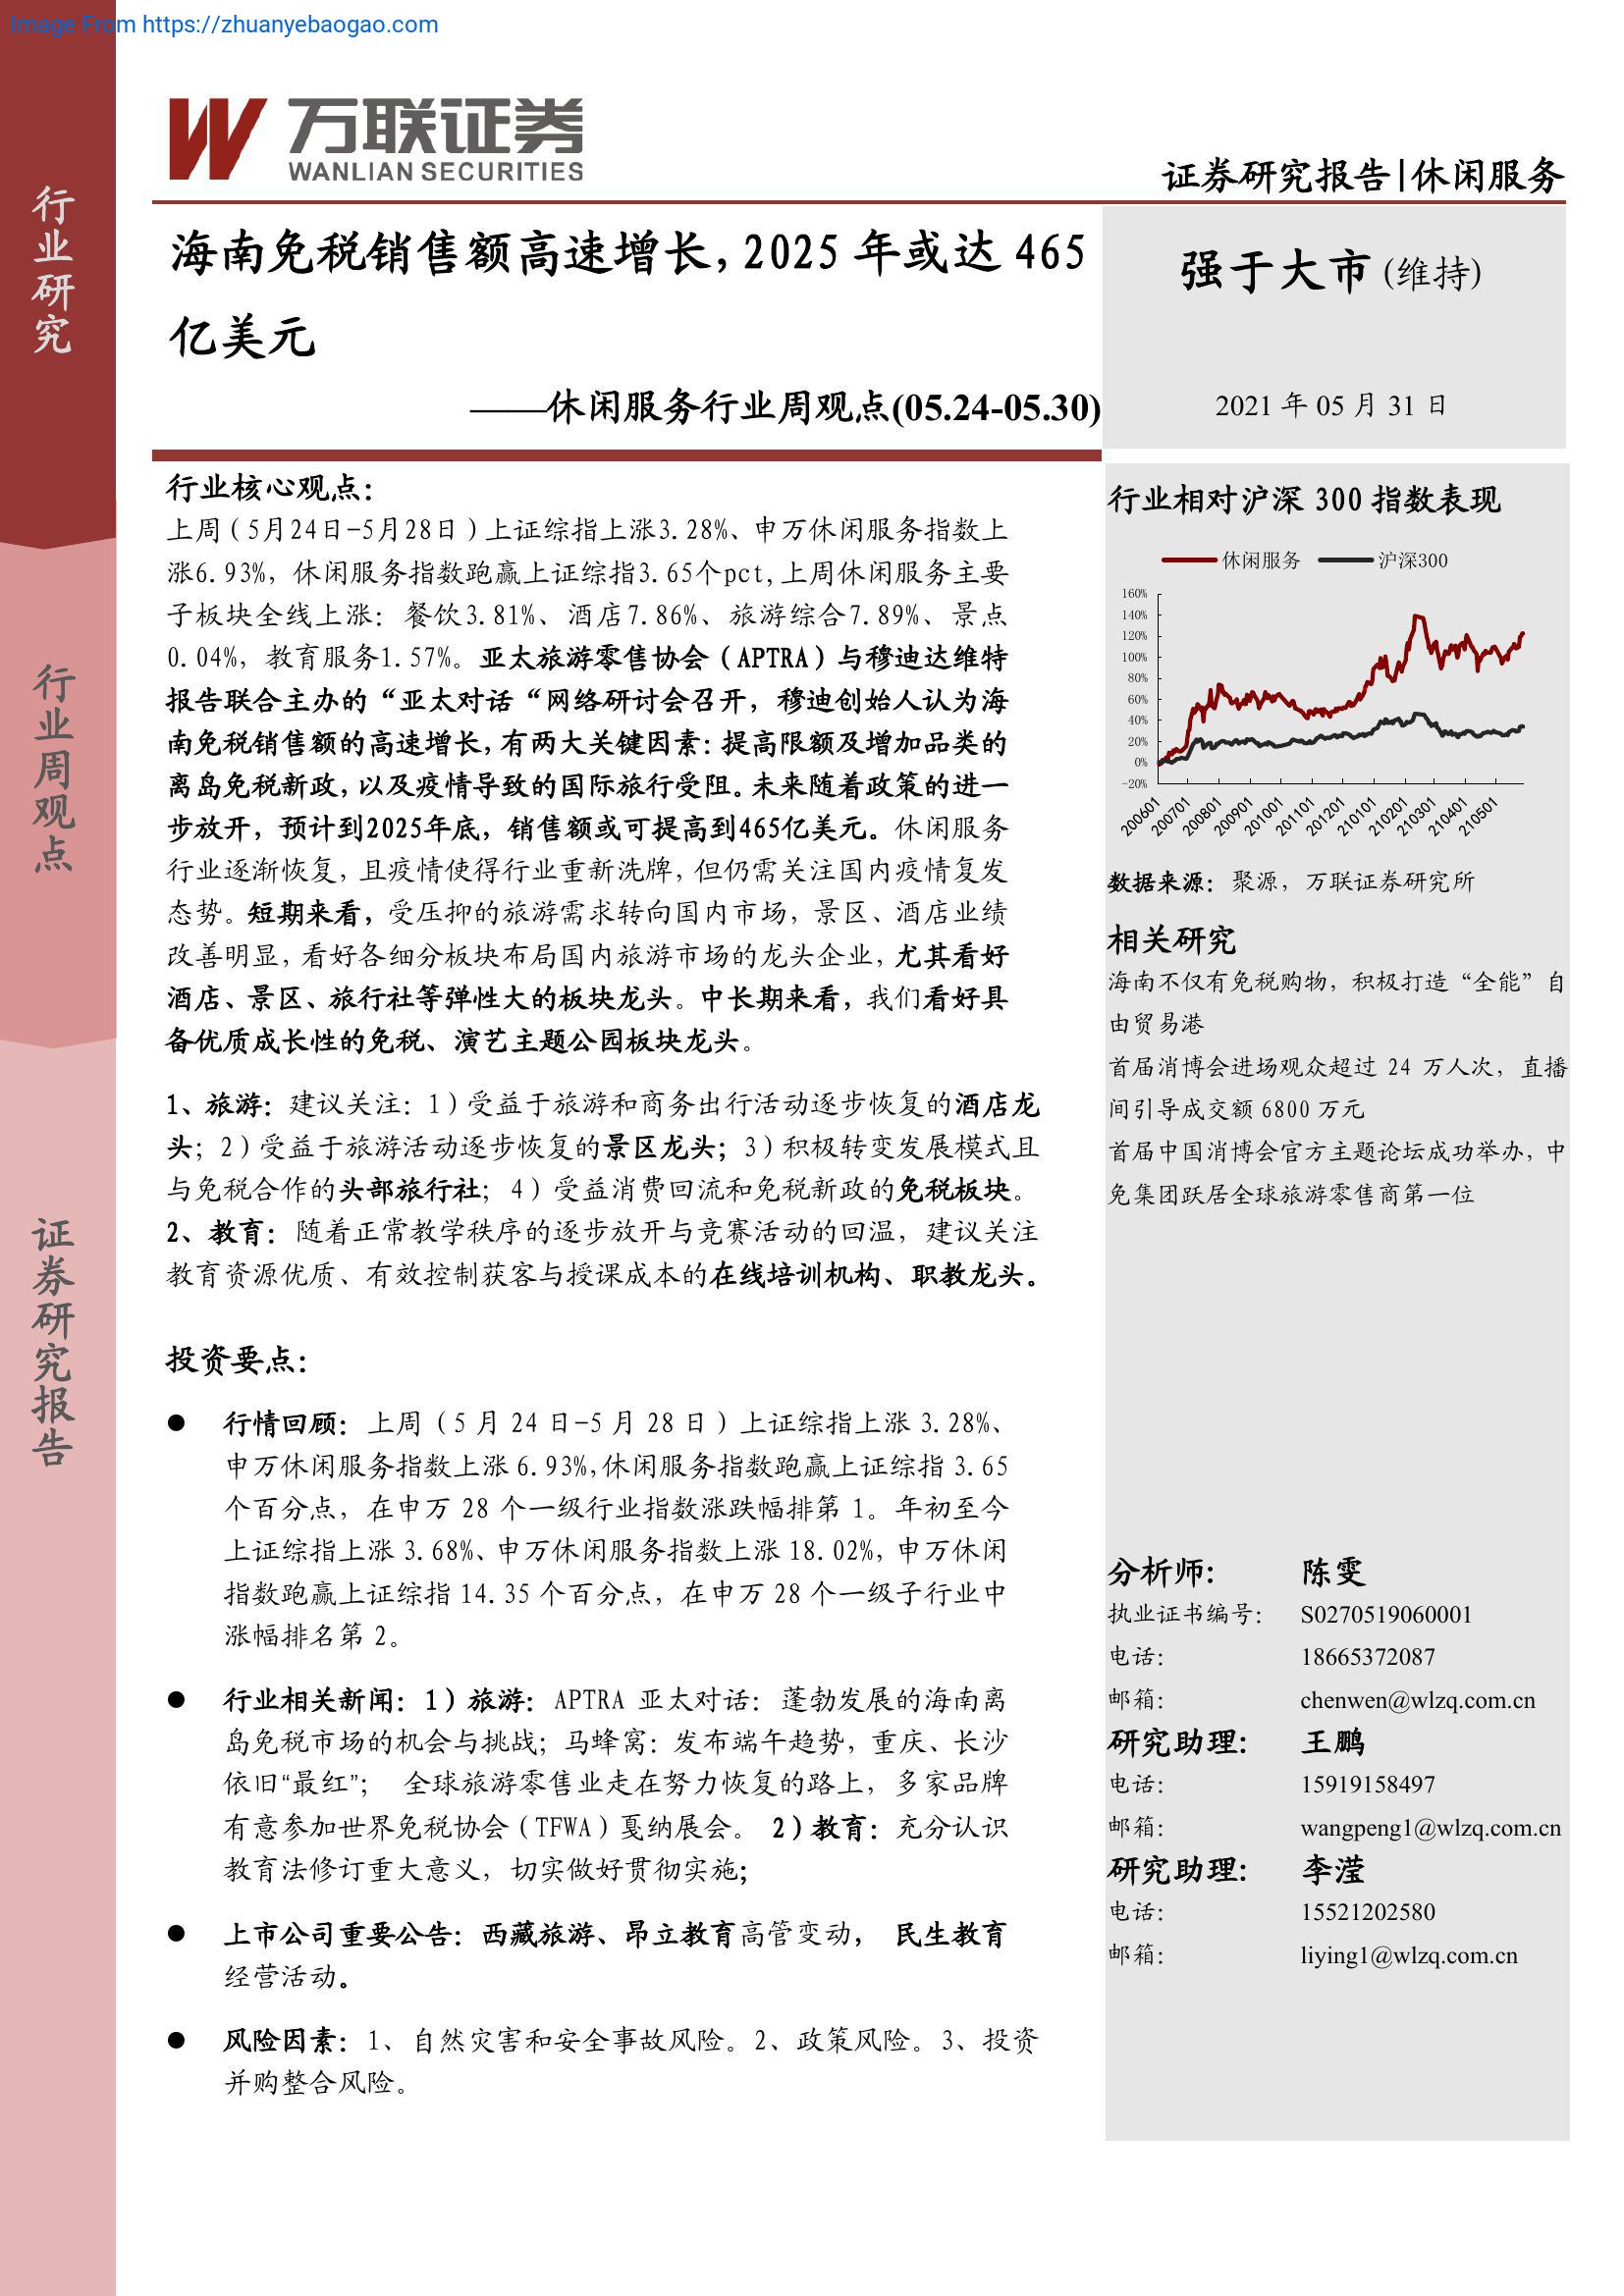 Image From https://zhuanyebaogao.com
万联证券
WANLIAN SECURITIES
证券研究报告|休闲服务
行业研究
行业周观点
证券研究报告
海南免税销售额高速增长,2025 年或达 465
亿美元
——休闲服务行业周观点(05.24-05.30)
强于大市(维持)
2021 年 05 月 31 日
行业核心观点：
上周（5月24日-5月28日）上证综指上涨3.28%、申万休闲服务指数上
涨6.93%，休闲服务指数跑赢上证综指3.65个pct,上周休闲服务主要
子板块全线上涨：餐饮3.81%、酒店7.86%、旅游综合7.89%、景点
0.04%，教育服务1.57%。亚太旅游零售协会（APTRA）与穆迪达维特
报告联合主办的“亚太对话“网络研讨会召开，穆迪创始人认为海
南免税销售额的高速增长,有两大关键因素：提高限额及增加品类的
离岛免税新政,以及疫情导致的国际旅行受阻。未来随着政策的进一
步放开，预计到2025年底，销售额或可提高到465亿美元。休闲服务
行业逐渐恢复,且疫情使得行业重新洗牌,但仍需关注国内疫情复发
态势。短期来看，受压抑的旅游需求转向国内市场，景区、酒店业绩
改善明显,看好各细分板块布局国内旅游市场的龙头企业,尤其看好
酒店、景区、旅行社等弹性大的板块龙头。中长期来看，我们看好具
备优质成长性的免税、演艺主题公园板块龙头。
1、旅游：建议关注：1）受益于旅游和商务出行活动逐步恢复的酒店龙
头；2）受益于旅游活动逐步恢复的景区龙头；3）积极转变发展模式且
与免税合作的头部旅行社；4）受益消费回流和免税新政的免税板块。
2、教育：随着正常教学秩序的逐步放开与竞赛活动的回温，建议关注
教育资源优质、有效控制获客与授课成本的在线培训机构、职教龙头。
投资要点：
● 行情回顾：上周（5 月 24 日-5 月 28 日）上证综指上涨 3.28%、
申万休闲服务指数上涨 6.93%,休闲服务指数跑赢上证综指 3.65
个百分点，在申万 28 个一级行业指数涨跌幅排第 1。年初至今
上证综指上涨 3.68%、申万休闲服务指数上涨 18.02%，申万休闲
指数跑赢上证综指 14.35 个百分点，在申万 28 个一级子行业中
涨幅排名第 2。
● 行业相关新闻：1）旅游：APTRA 亚太对话：蓬勃发展的海南离
岛免税市场的机会与挑战；马蜂窝：发布端午趋势，重庆、长沙
依旧“最红”； 全球旅游零售业走在努力恢复的路上，多家品牌
有意参加世界免税协会（TFWA）戛纳展会。 2）教育：充分认识
教育法修订重大意义，切实做好贯彻实施；
● 上市公司重要公告：西藏旅游、昂立教育高管变动， 民生教育
经营活动。
● 风险因素：1、自然灾害和安全事故风险。2、政策风险。3、投资
并购整合风险。
行业相对沪深 300 指数表现
休闲服务 沪深300
160%
140%
120%
100%
80%
60%
40%
20%
0%
-20%
200601 200701 200801 200901 201001 201101 201201 210101 210201 210301 210401 210501
数据来源：聚源，万联证券研究所
相关研究
海南不仅有免税购物，积极打造“全能”自
由贸易港
首届消博会进场观众超过 24 万人次，直播
间引导成交额 6800 万元
首届中国消博会官方主题论坛成功举办,中
免集团跃居全球旅游零售商第一位
分析师: 陈雯
执业证书编号： S0270519060001
电话： 18665372087
邮箱： chenwen@wlzq.com.cn
研究助理: 王鹏
电话： 15919158497
邮箱： wangpeng1@wlzq.com.cn
研究助理: 李滢
电话： 15521202580
邮箱： liying1@wlzq.com.cn